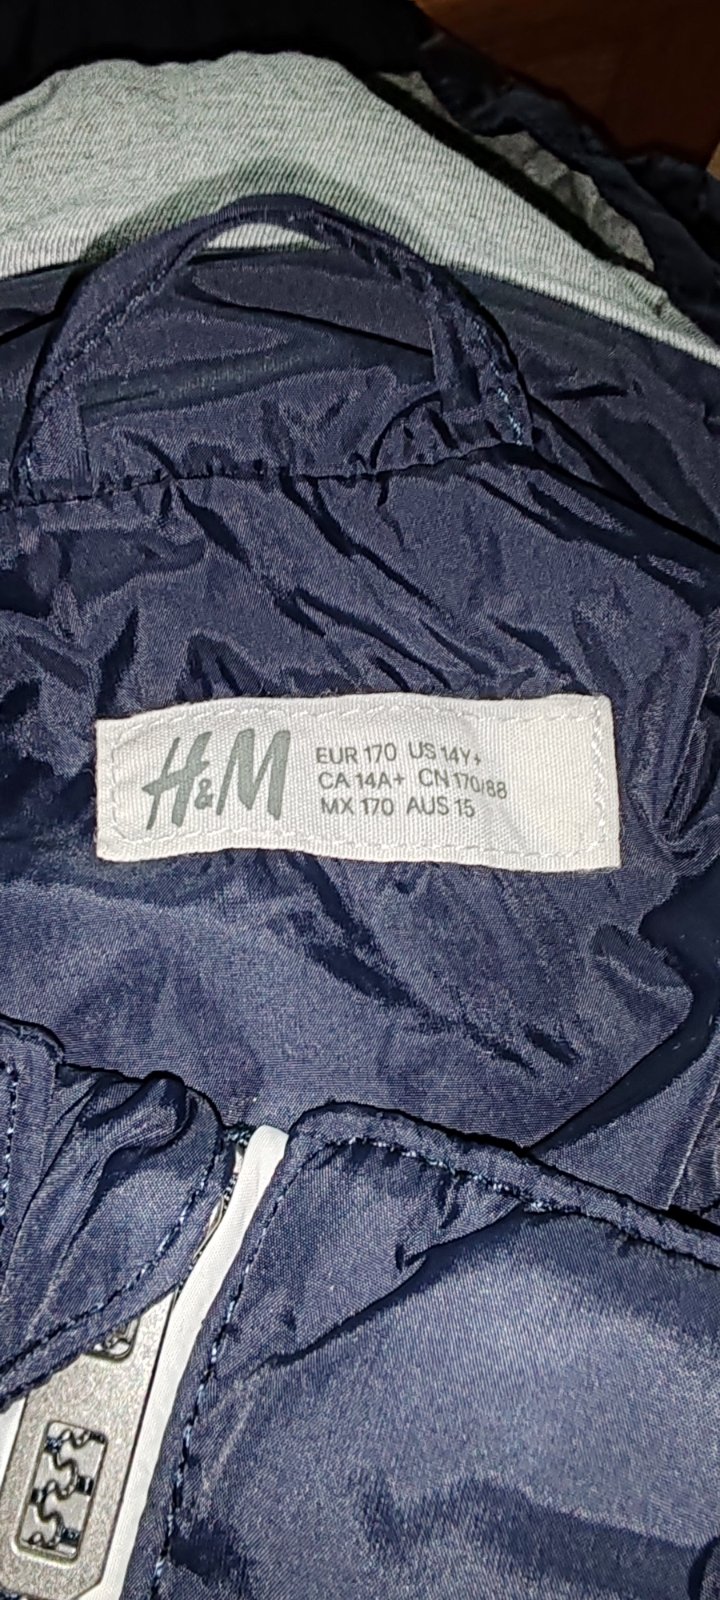 H&M
EUR 170 US 14Y+
CA 14A+ CN 170/88
MX 170 AUS 15